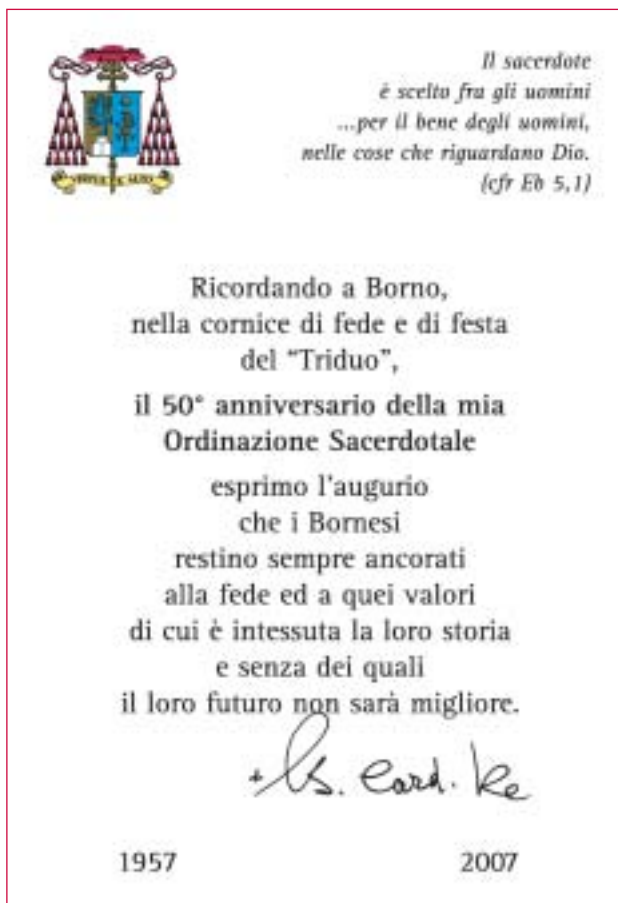 VIRTUS EX ALTO
Il sacerdote
è scelto fra gli uomini
...per il bene degli uomini,
nelle cose che riguardano Dio.
(cfr Eb 5,1)
Ricordando a Borno,
nella cornice di fede e di festa
del "Triduo",
il 50° anniversario della mia
Ordinazione Sacerdotale
esprimo l'augurio
che i Bornesi
restino sempre ancorati
alla fede ed a quei valori
di cui è intessuta la loro storia
e senza dei quali
il loro futuro non sarà migliore.
Card. Re
1957 2007